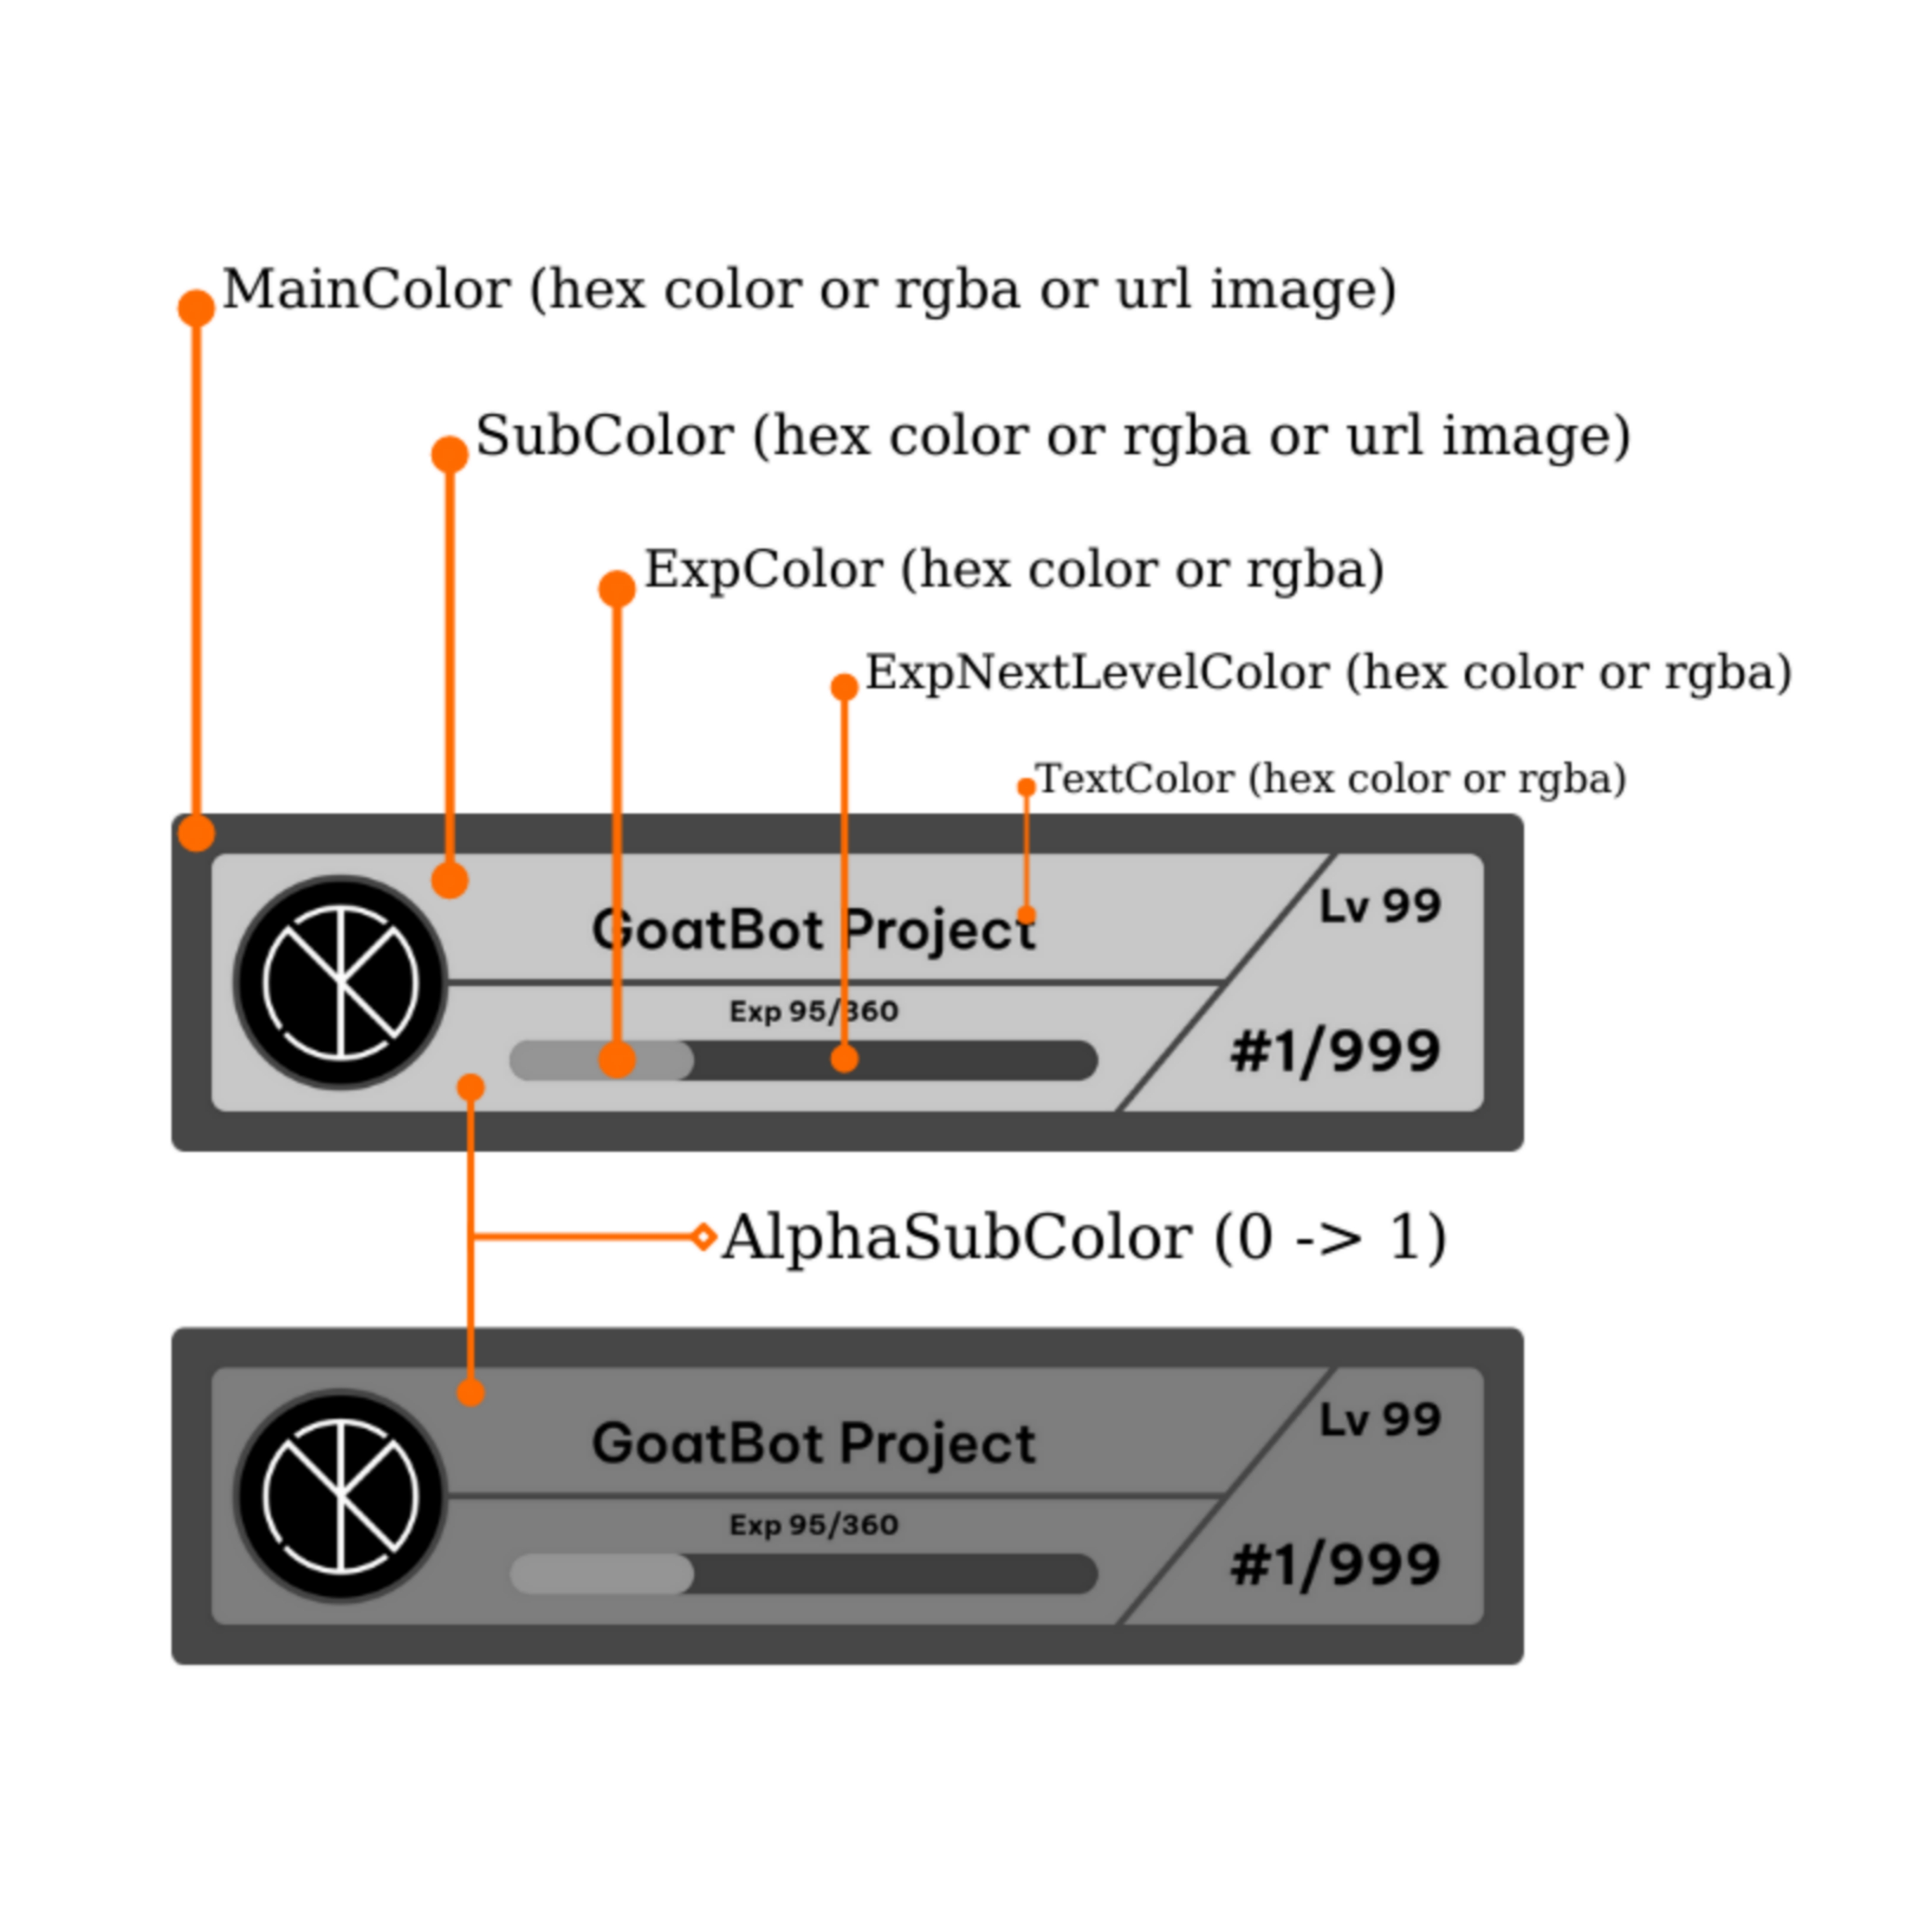 MainColor (hex color or rgba or url image)
SubColor (hex color or rgba or url image)
ExpColor (hex color or rgba)
ExpNextLevelColor (hex color or rgba)
TextColor (hex color or rgba)
Lv 99
GoatBot Project
Exp 95/360
#1/999
AlphaSubColor (0 -> 1)
Lv 99
GoatBot Project
Exp 95/360
#1/999